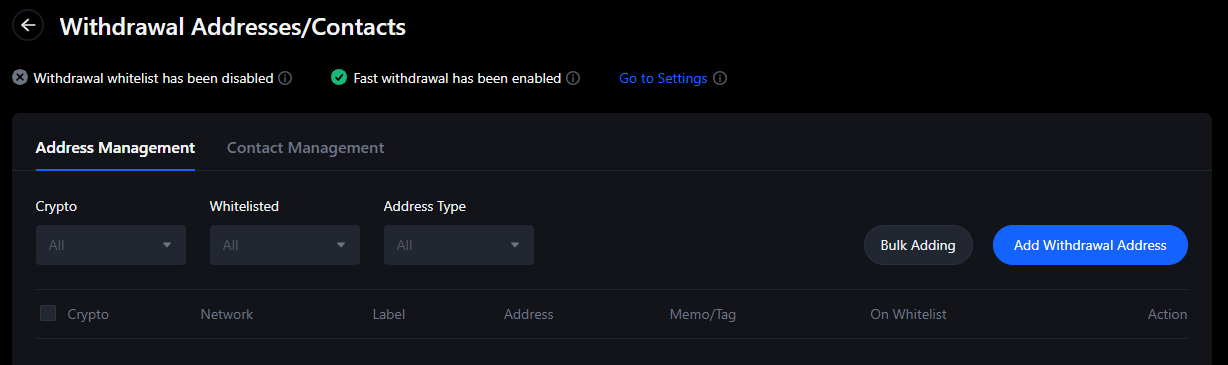 Withdrawal Addresses/Contacts
Withdrawal whitelist has been disabled Fast withdrawal has been enabled Go to Settings
Address Management Contact Management
Crypto Whitelisted Address Type
All All All Bulk Adding Add Withdrawal Address
Crypto Network Label Address Memo/Tag On Whitelist Action